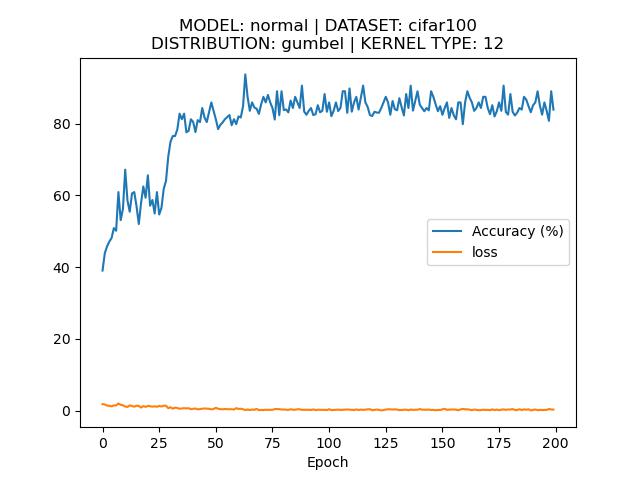 MODEL: normal | DATASET: cifar100
DISTRIBUTION: gumbel | KERNEL TYPE: 12
80
60
40
20
0
Accuracy (%)
loss
0 25 50 75 100 125 150 175 200
Epoch